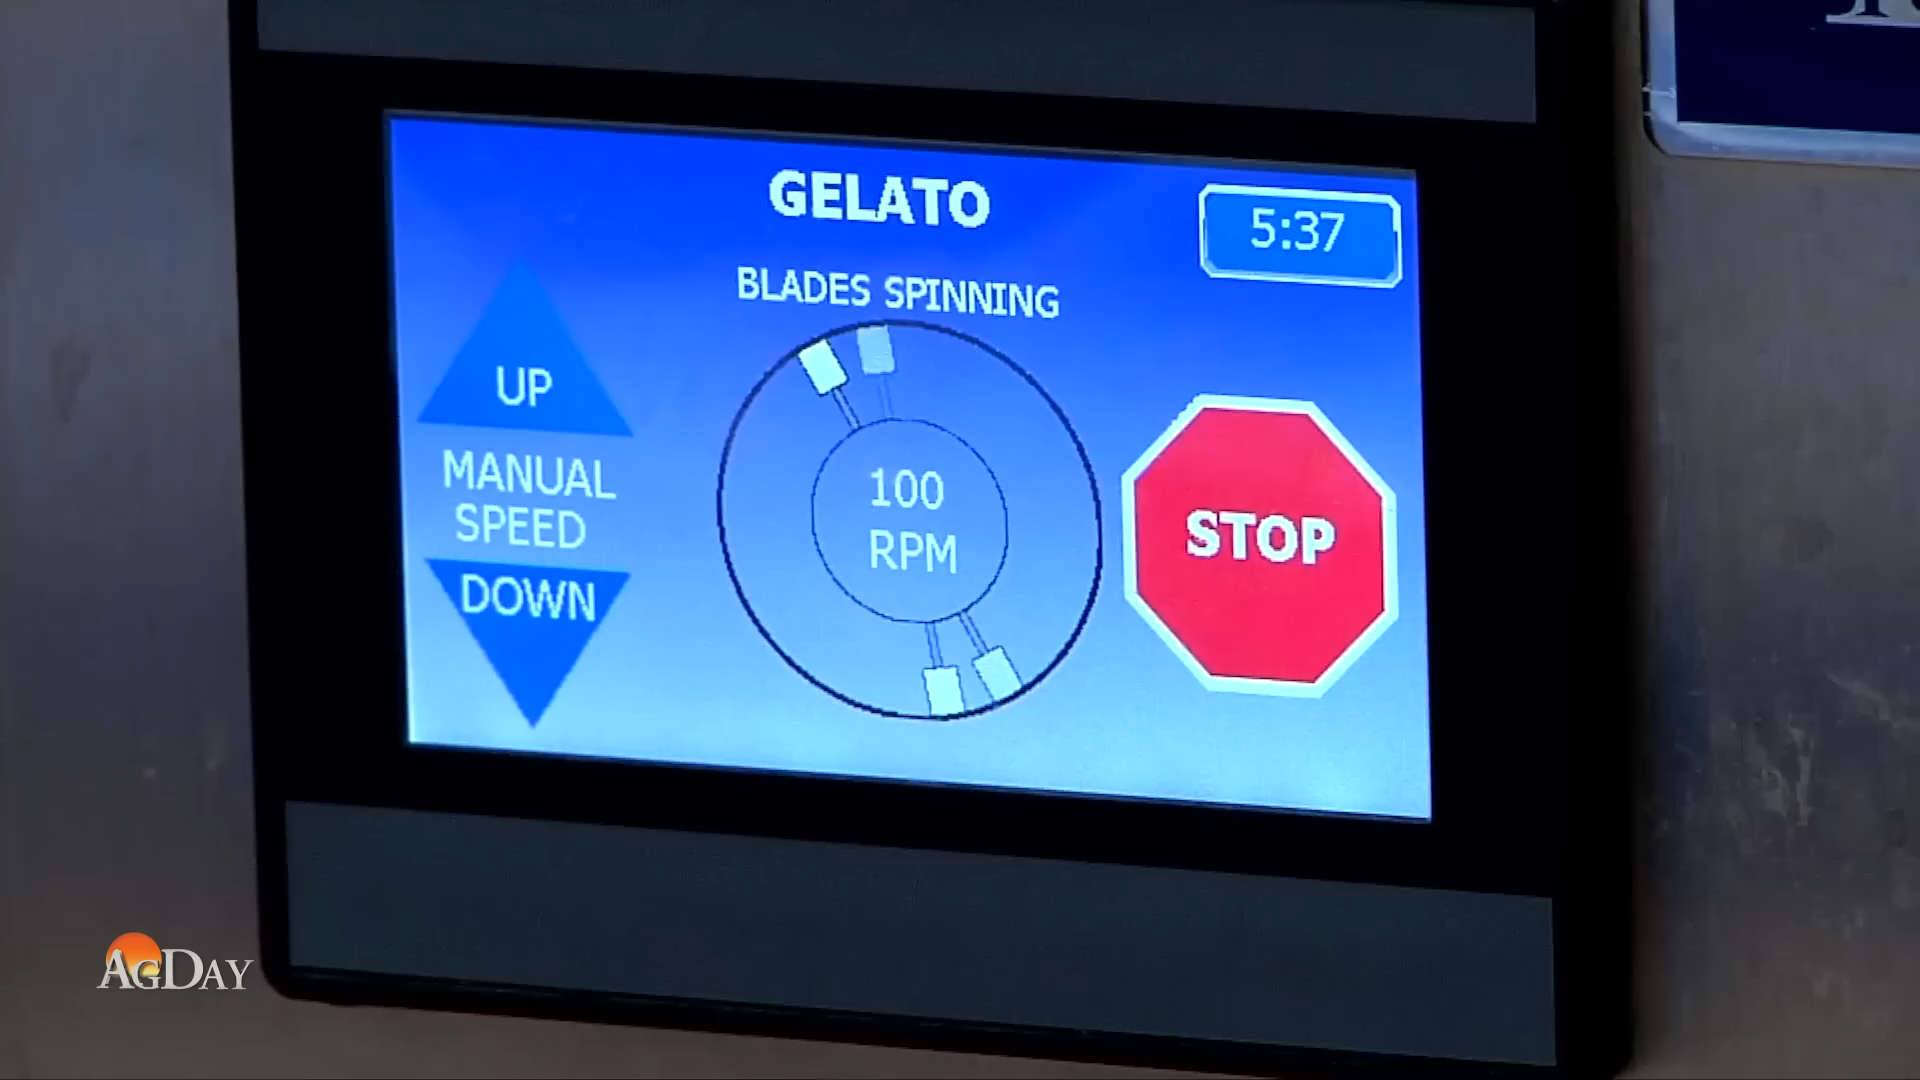 GELATO
5:37
BLADES SPINNING
UP
MANUAL
SPEED
DOWN
100
RPM
STOP
AGDAY